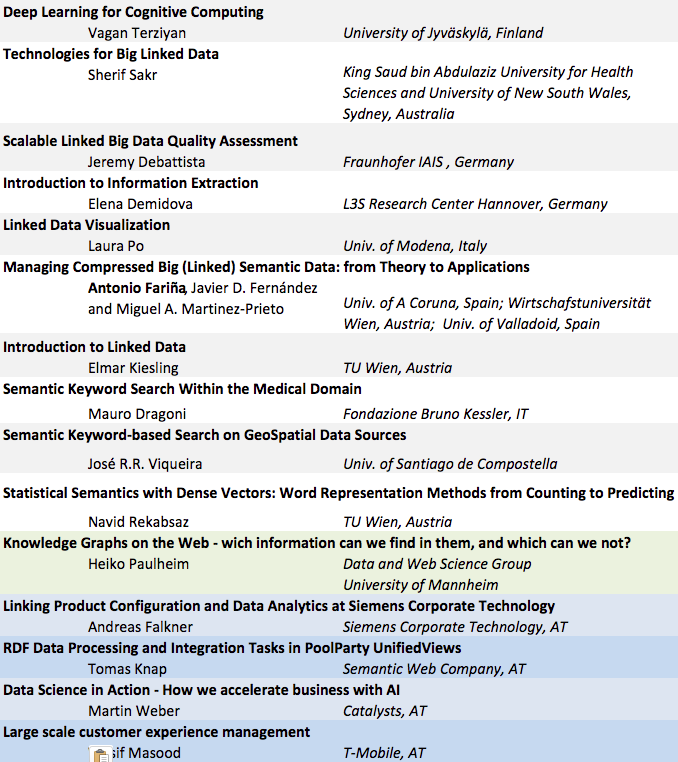 Deep Learning for Cognitive Computing
Vagan Terziyan University of Jyväskylä, Finland
Technologies for Big Linked Data
Sherif Sakr King Saud bin Abdulaziz University for Health
Sciences and University of New South Wales,
Sydney, Australia
Scalable Linked Big Data Quality Assessment
Jeremy Debattista Fraunhofer IAIS , Germany
Introduction to Information Extraction
Elena Demidova L3S Research Center Hannover, Germany
Linked Data Visualization
Laura Po Univ. of Modena, Italy
Managing Compressed Big (Linked) Semantic Data: from Theory to Applications
Antonio Fariña, Javier D. Fernández
and Miguel A. Martinez-Prieto Univ. of A Coruna, Spain; Wirtschafstuniversität
Wien, Austria; Univ. of Valladoid, Spain
Introduction to Linked Data
Elmar Kiesling TU Wien, Austria
Semantic Keyword Search Within the Medical Domain
Mauro Dragoni Fondazione Bruno Kessler, IT
Semantic Keyword-based Search on GeoSpatial Data Sources
José R.R. Viqueira Univ. of Santiago de Compostella
Statistical Semantics with Dense Vectors: Word Representation Methods from Counting to Predicting
Navid Rekabsaz TU Wien, Austria
Knowledge Graphs on the Web - wich information can we find in them, and which can we not?
Heiko Paulheim Data and Web Science Group
University of Mannheim
Linking Product Configuration and Data Analytics at Siemens Corporate Technology
Andreas Falkner Siemens Corporate Technology, AT
RDF Data Processing and Integration Tasks in PoolParty UnifiedViews
Tomas Knap Semantic Web Company, AT
Data Science in Action - How we accelerate business with AI
Martin Weber Catalysts, AT
Large scale customer experience management
Masood T-Mobile, AT